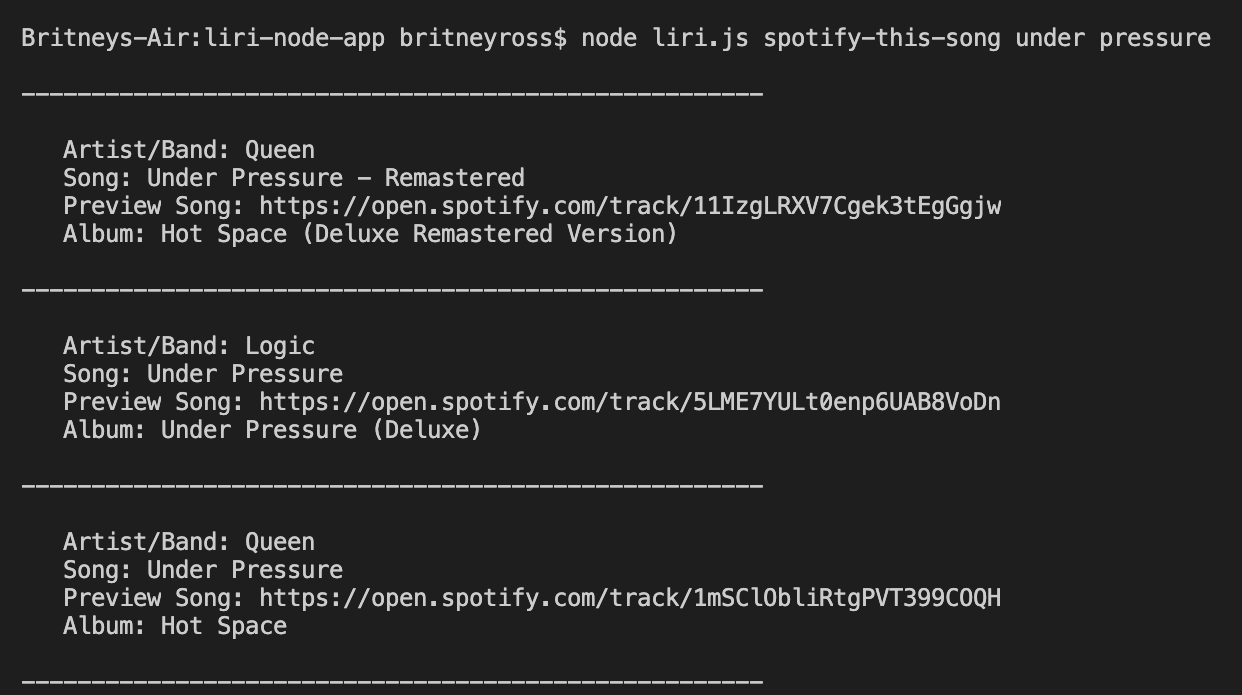 Britneys-Air:liri-node-app britneyross$ node liri.js spotify-this-song under pressure
-----------------------------------------------------
Artist/Band: Queen
Song: Under Pressure - Remastered
Preview Song: https://open.spotify.com/track/11IzgLRXV7Cgek3tEgGgjw
Album: Hot Space (Deluxe Remastered Version)
-----------------------------------------------------
Artist/Band: Logic
Song: Under Pressure
Preview Song: https://open.spotify.com/track/5LME7YULt0enp6UAB8VoDn
Album: Under Pressure (Deluxe)
-----------------------------------------------------
Artist/Band: Queen
Song: Under Pressure
Preview Song: https://open.spotify.com/track/1mSClObliRtgPVT399COQH
Album: Hot Space
-----------------------------------------------------